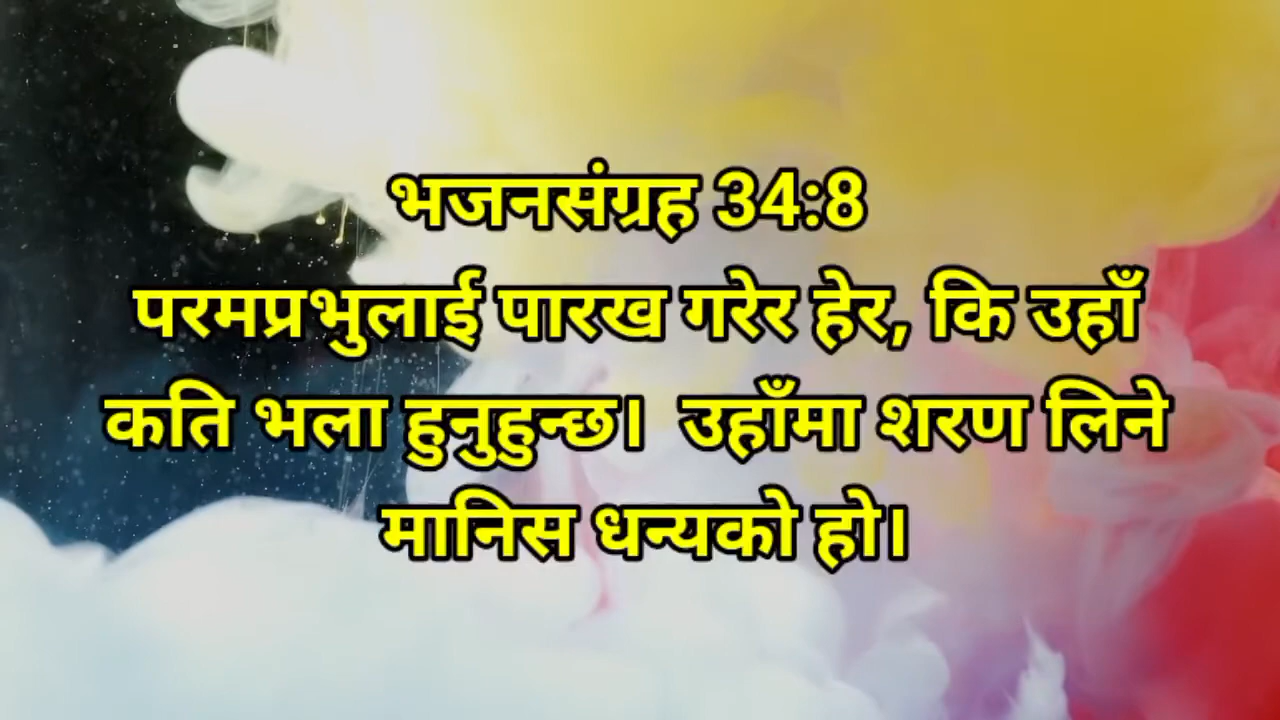 भजनसंग्रह 34:8
परमप्रभुलाई पारख गरेर हेर, कि उहाँ
कति भला हुनुहुन्छ। उहाँमा शरण लिने
मानिस धन्यको हो।